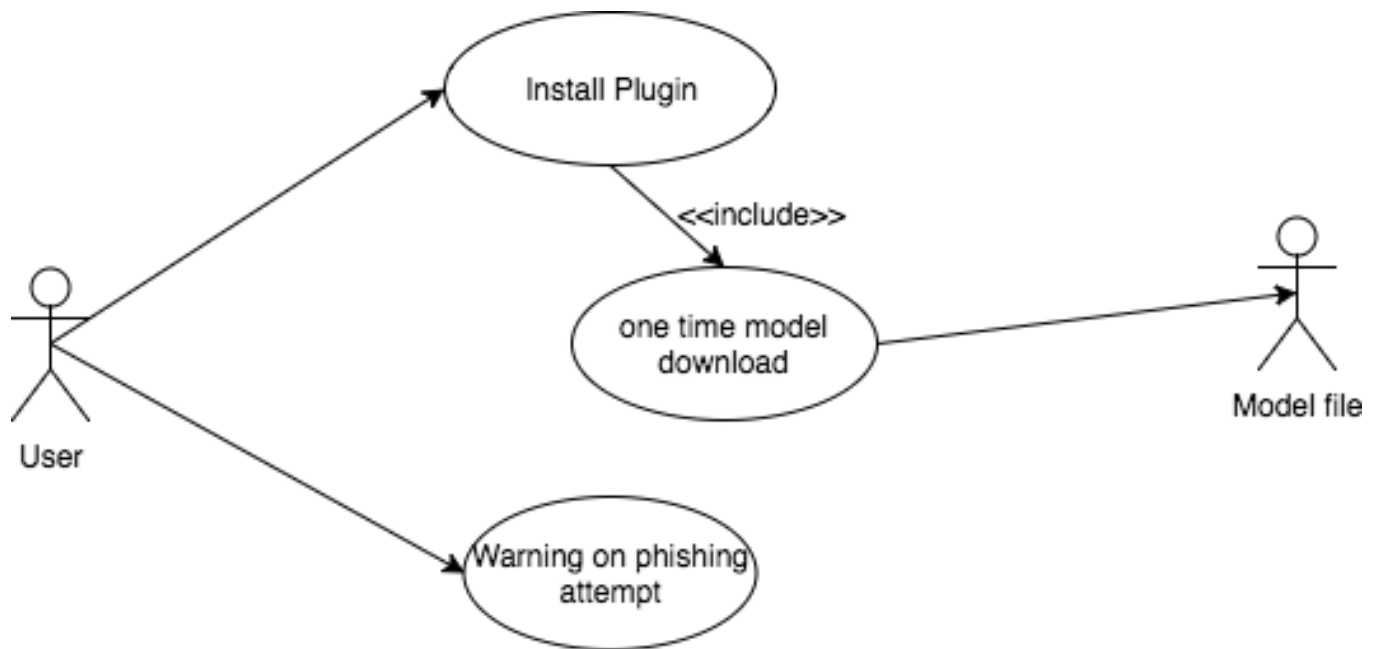 Install Plugin
<<include>>
one time model
download
Model file
User
Warning on phishing
attempt